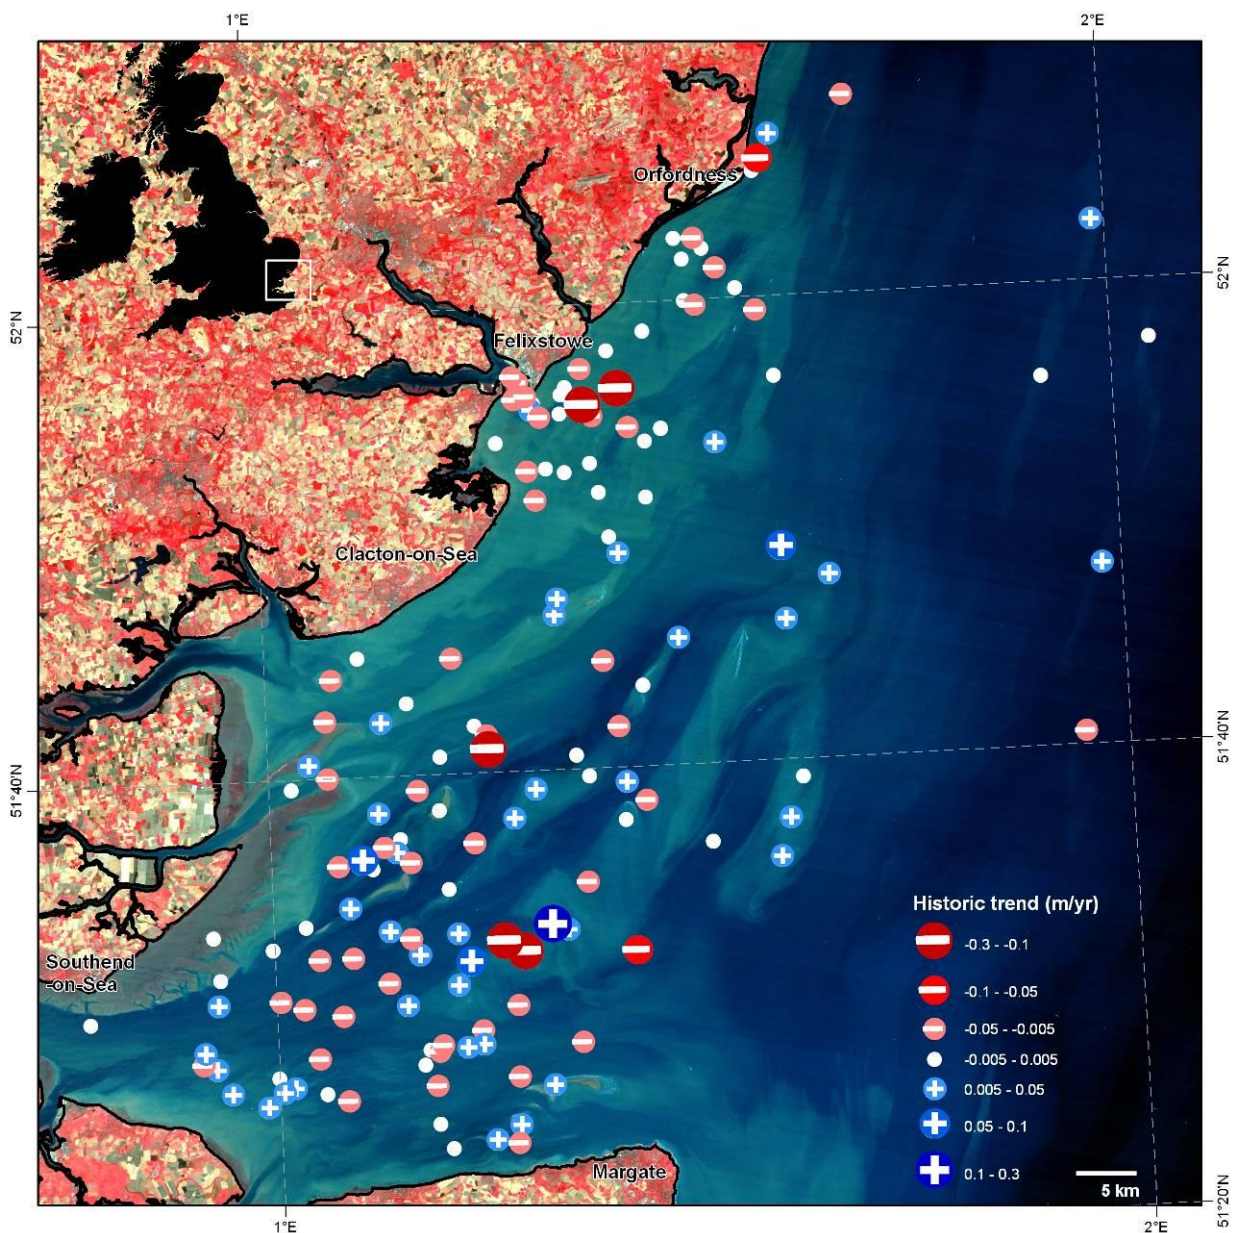 1°E
2°E
Orfordness
52°N
52°N
Felixstowe
Clacton-on-Sea
51°40'N
51°40'N
Historic trend (m/yr)
-0.3 - -0.1
-0.1 - -0.05
-0.05 - -0.005
-0.005 - 0.005
0.005 - 0.05
0.05 - 0.1
0.1 - 0.3
Southend
-on-Sea
Margate
5 km
51°20'N
1°E
2°E